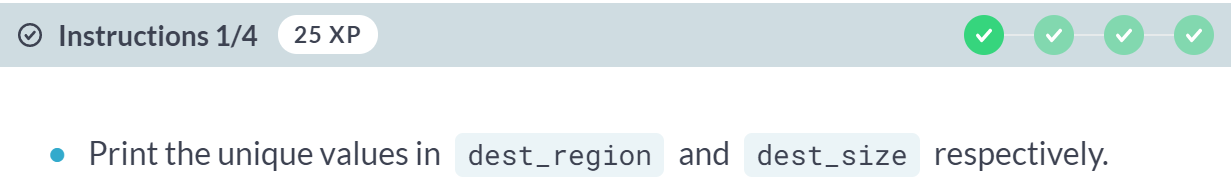 Instructions 1/4 25 XP
Print the unique values in dest_region and dest_size respectively.